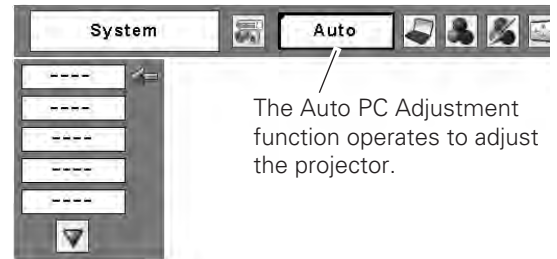 System
Auto
----
----
----
----
----
The Auto PC Adjustment
function operates to adjust
the projector.